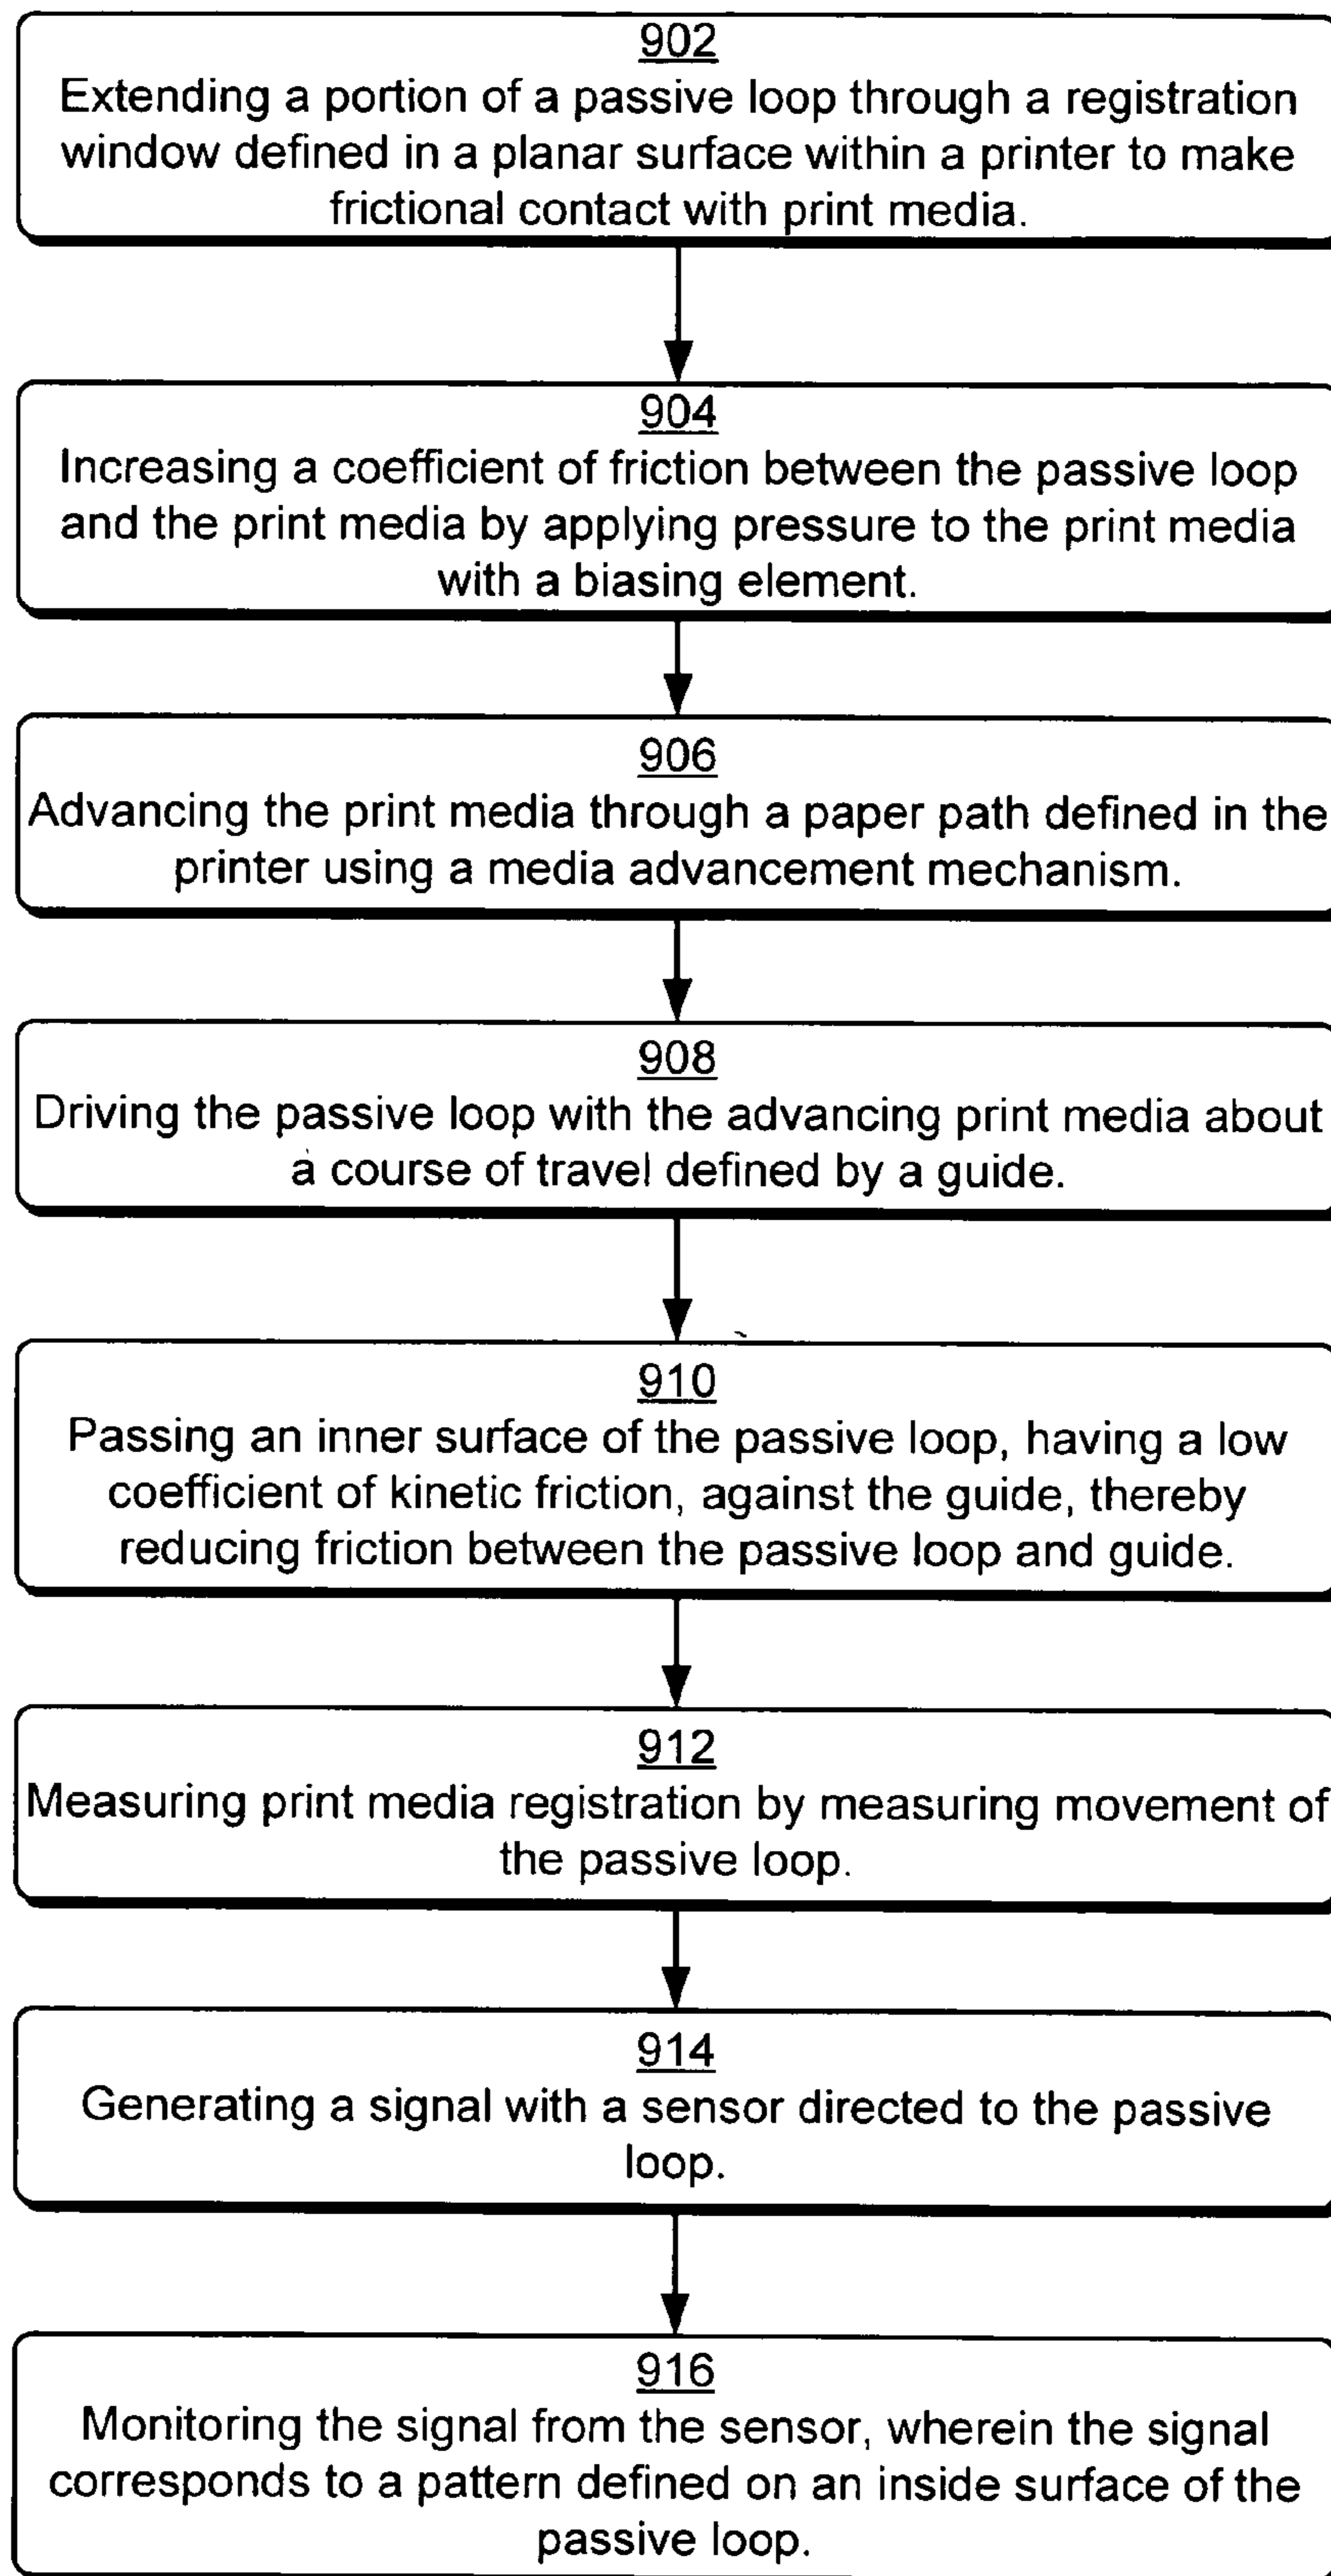 902
Extending a portion of a passive loop through a registration
window defined in a planar surface within a printer to make
frictional contact with print media.
904
Increasing a coefficient of friction between the passive loop
and the print media by applying pressure to the print media
with a biasing element.
906
Advancing the print media through a paper path defined in the
printer using a media advancement mechanism.
908
Driving the passive loop with the advancing print media about
a course of travel defined by a guide.
910
Passing an inner surface of the passive loop, having a low
coefficient of kinetic friction, against the guide, thereby
reducing friction between the passive loop and guide.
912
Measuring print media registration by measuring movement of
the passive loop.
914
Generating a signal with a sensor directed to the passive
loop.
916
Monitoring the signal from the sensor, wherein the signal
corresponds to a pattern defined on an inside surface of the
passive loop.